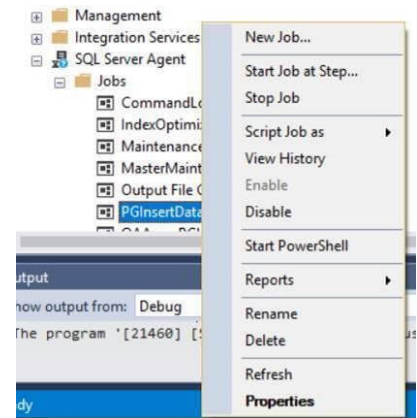 Management
Integration Services
SQL Server Agent
Jobs
CommandLo
IndexOptimi
Maintenance
MasterMaint
Output File C
PGInsertData
New Job...
Start Job at Step...
Stop Job
Script Job as
View History
Enable
Disable
Start PowerShell
Reports
Rename
Delete
Refresh
Properties
utput
how output from: Debug
The program '[21460] [S
us
dy